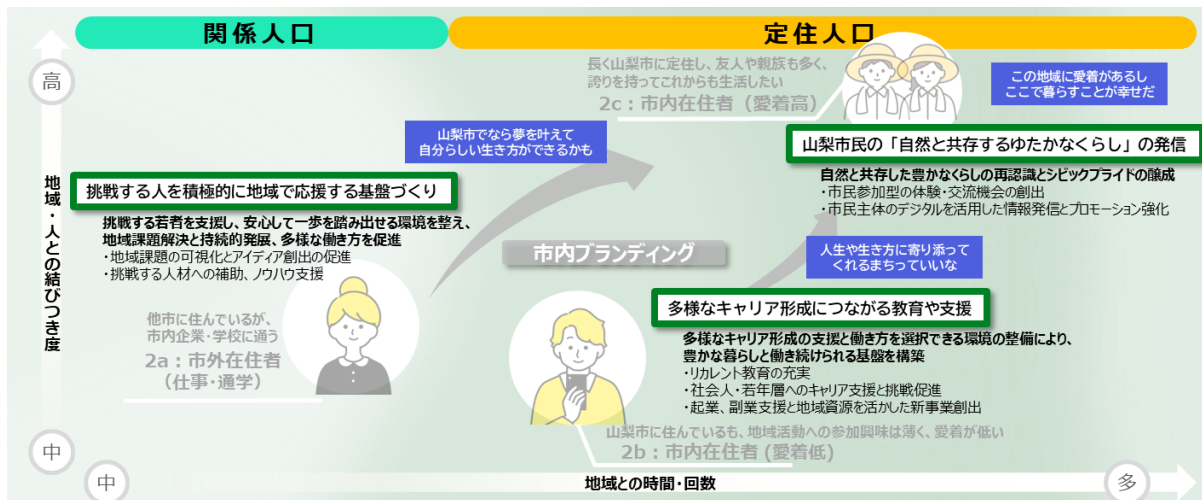 関係人口
定住人口
高
長く山梨市に定住し、友人や親族も多く、
誇りを持ってこれからも生活したい
2c：市内在住者（愛着高）
この地域に愛着があるし
ここで暮らすことが幸せだ
山梨市でなら夢を叶えて
自分らしい生き方ができるかも
山梨市民の「自然と共存するゆたかなくらし」の発信
自然と共存した豊かなくらしの再認識とシビックプライドの醸成
・市民参加型の体験・交流機会の創出
・市民主体のデジタルを活用した情報発信とプロモーション強化
地域・人との結びつき度
挑戦する人を積極的に地域で応援する基盤づくり
挑戦する若者を支援し、安心して一歩を踏み出せる環境を整え、
地域課題解決と持続的発展、多様な働き方を促進
・地域課題の可視化とアイディア創出の促進
・挑戦する人材への補助、ノウハウ支援
市内ブランディング
人生や生き方に寄り添って
くれるまちっていいな
他市に住んでいるが、
市内企業・学校に通う
2a：市外在住者
（仕事・通学）
多様なキャリア形成につながる教育や支援
多様なキャリア形成の支援と働き方を選択できる環境の整備により、
豊かな暮らしと働き続けられる基盤を構築
・リカレント教育の充実
・社会人・若年層へのキャリア支援と挑戦促進
・起業、副業支援と地域資源を活かした新事業創出
山梨市に住んでいるも、地域活動への参加興味は薄く、愛着が低い
2b：市内在住者（愛着低）
中
中
地域との時間・回数
多